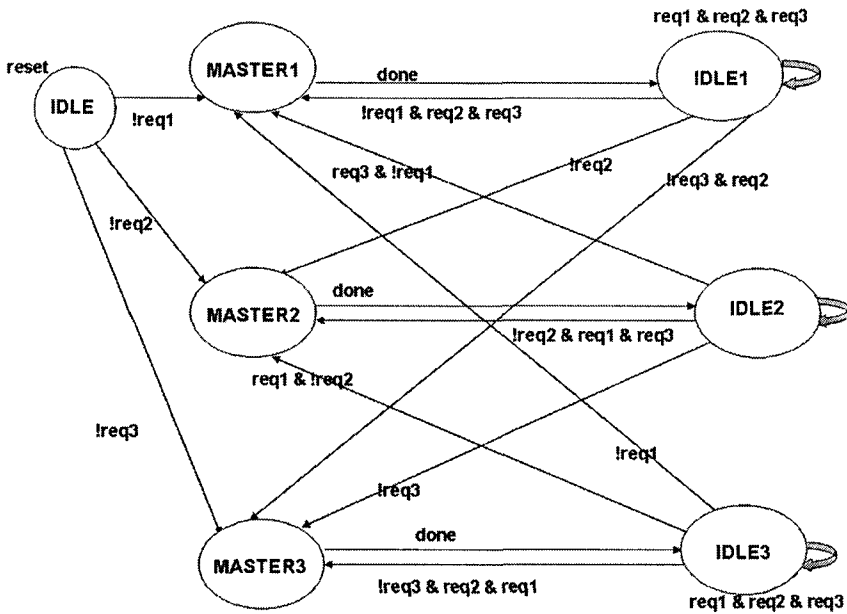 req1 & req2 & req3
reset
MASTER1
done
IDLE1
IDLE
!req1
!req1 & req2 & req3
req3 & !req1
!req2
!req3 & req2
!req2
done
MASTER2
IDLE2
!req2 & req1 & req3
req1 & !req2
!req3
!req1
!req3
done
MASTER3
IDLE3
!req3 & req2 & req1
req1 & req2 & req3